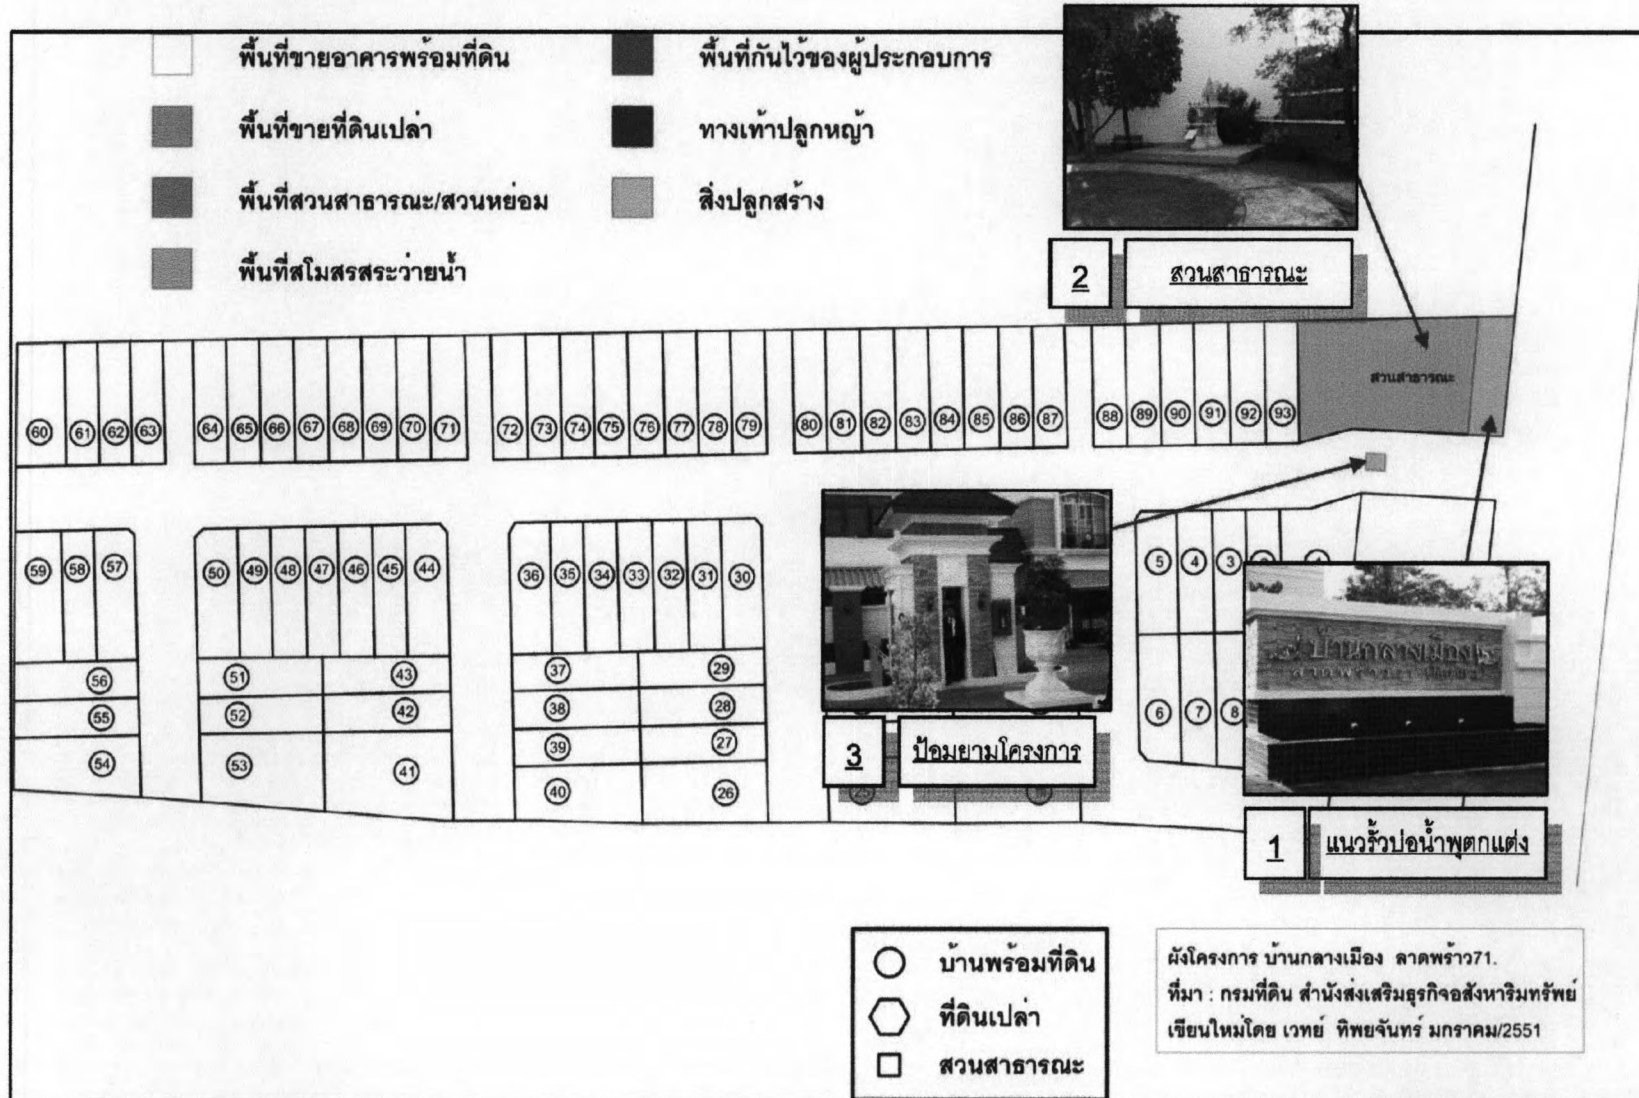 พื้นที่ขายอาคารพร้อมที่ดิน
พื้นที่กันไว้ของผู้ประกอบการ
พื้นที่ขายที่ดินเปล่า
ทางเท้าปลูกหญ้า
พื้นที่สวนสาธารณะ/สวนหย่อม
สิ่งปลูกสร้าง
พื้นที่สโมสรสระว่ายน้ำ
2 สวนสาธารณะ
สวนสาธารณะ
60 61 62 63 64 65 66 67 68 69 70 71 72 73 74 75 76 77 78 79 80 81 82 83 84 85 86 87 88 89 90 91 92 93
59 58 57 50 49 48 47 46 45 44 36 35 34 33 32 31 30 5 4 3
56 51 43 37 29
55 52 42 38 28 6 7 8
54 53 41 39 27
40 26 25
บ้านกลางเมือง
3 ป้อมยามโครงการ
1 แนวรั้วบ่อน้ำพุตกแต่ง
บ้านพร้อมที่ดิน
ที่ดินเปล่า
สวนสาธารณะ
ผังโครงการ บ้านกลางเมือง ลาดพร้าว71.
ที่มา : กรมที่ดิน สำนังส่งเสริมธุรกิจอสังหาริมทรัพย์
เขียนใหม่โดย เวทย์ ทิพยจันทร์ มกราคม/2551